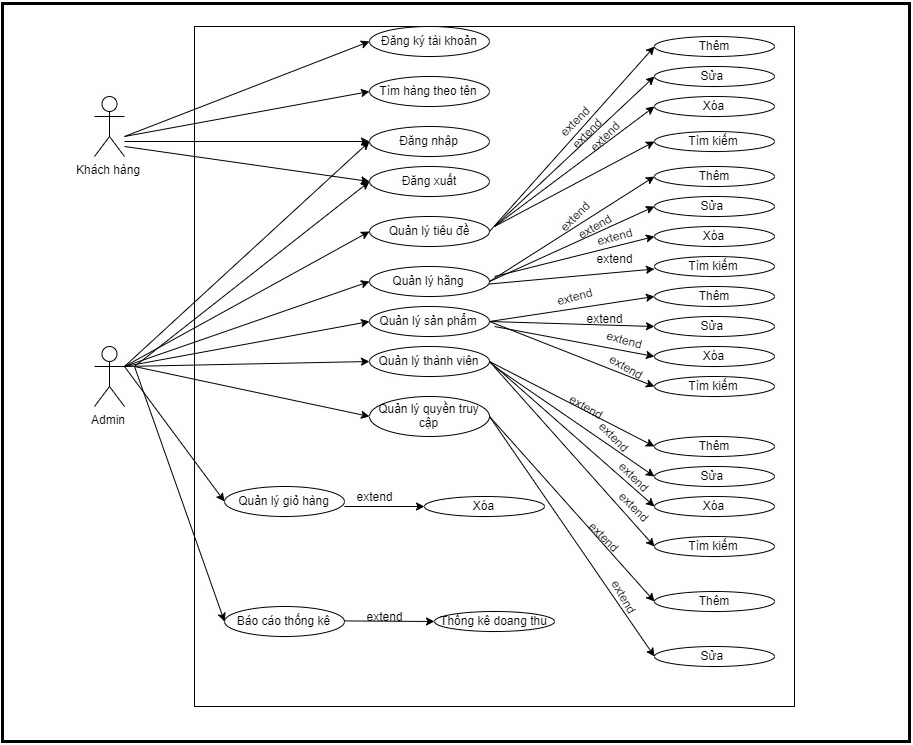 Đăng ký tài khoản
Tìm hàng theo tên
Đăng nhập
Đăng xuất
Khách hàng
Quản lý tiêu đề
extend
extend
extend
Thêm
Sửa
Xóa
Tìm kiếm
Quản lý hãng
extend
extend
extend
extend
Thêm
Sửa
Xóa
Tìm kiếm
Quản lý sản phẩm
extend
extend
extend
extend
Thêm
Sửa
Xóa
Tìm kiếm
Quản lý thành viên
extend
extend
extend
extend
Thêm
Sửa
Xóa
Tìm kiếm
Admin
Quản lý quyền truy
cập
extend
extend
Thêm
Sửa
Quản lý giỏ hàng
extend
Xóa
Báo cáo thống kê
extend
Thống kê doang thu